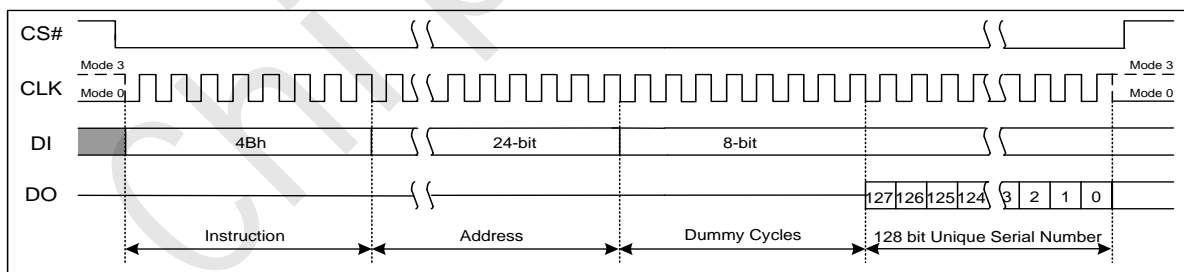 CS#
Mode 3
Mode 3
CLK
Mode 0
Mode 0
DI
4Bh
24-bit
8-bit
DO
127 126 125 124 3 2 1 0
Instruction
Address
Dummy Cycles
128 bit Unique Serial Number
Chip